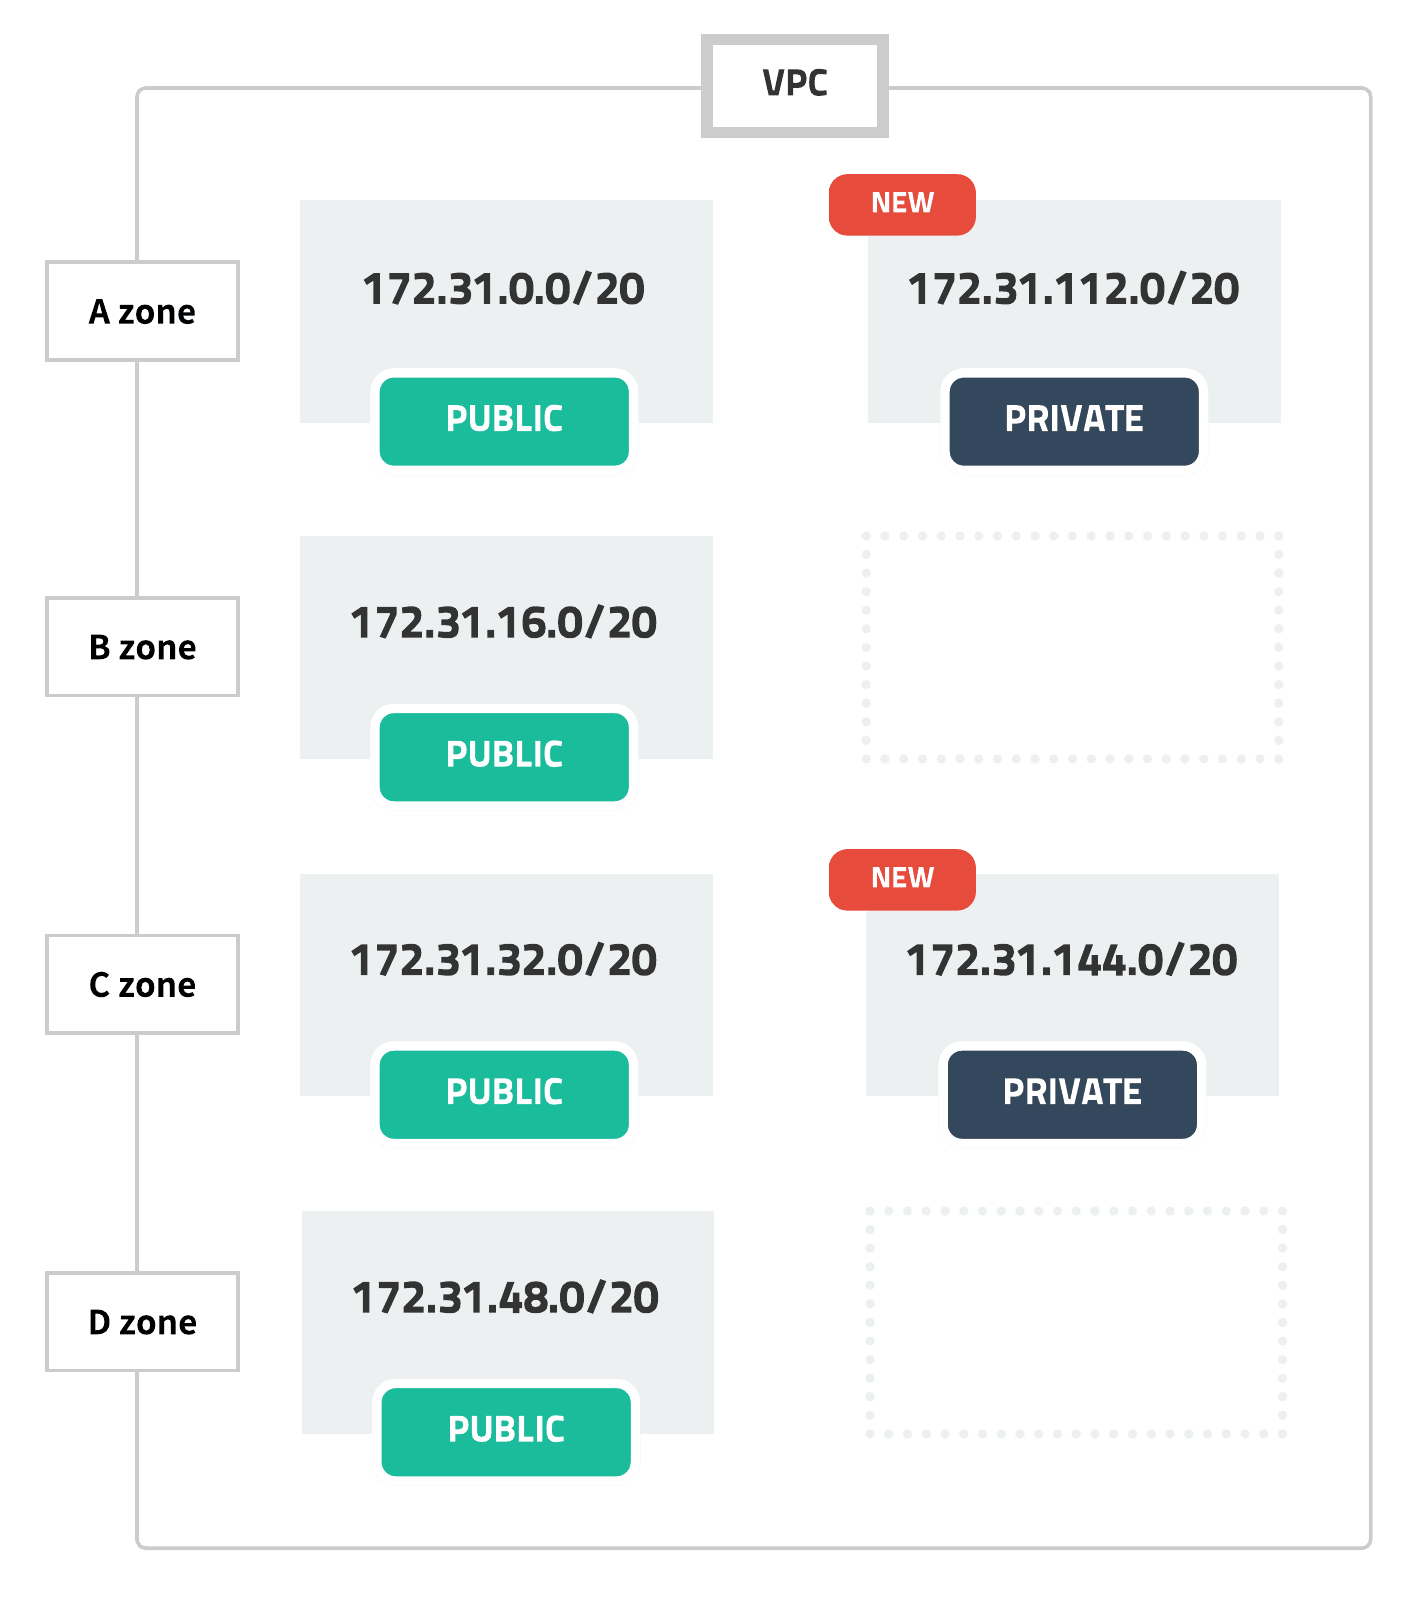 VPC
A zone
172.31.0.0/20
PUBLIC
NEW
172.31.112.0/20
PRIVATE
B zone
172.31.16.0/20
PUBLIC
C zone
172.31.32.0/20
PUBLIC
NEW
172.31.144.0/20
PRIVATE
D zone
172.31.48.0/20
PUBLIC